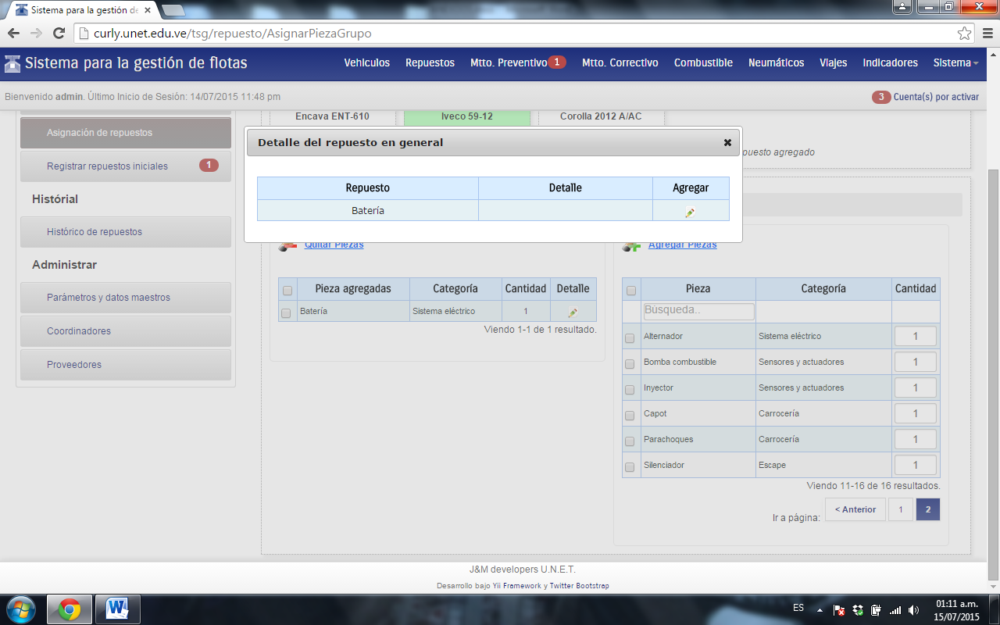 Sistema para la gestión de
curly.unet.edu.ve/tsg/repuesto/AsignarPiezaGrupo
Sistema para la gestión de flotas
Vehiculos Repuestos Mtto. Preventivo 1 Mtto. Correctivo Combustible Neumáticos Viajes Indicadores Sistema
Bienvenido admin. Último Inicio de Sesión: 14/07/2015 11:48 pm
3 Cuenta(s) por activar
Asignación de repuestos
Registrar repuestos iniciales 1
Histórial
Histórico de repuestos
Administrar
Parámetros y datos maestros
Coordinadores
Proveedores
Encava ENT-610 Iveco 59-12 Corolla 2012 A/AC
puesto agregado
Detalle del repuesto en general
Repuesto Detalle Agregar
Batería
Quitar Piezas
Pieza agregadas Categoría Cantidad Detalle
Batería Sistema eléctrico 1
Viendo 1-1 de 1 resultado.
Agregar Piezas
Pieza Categoría Cantidad
Búsqueda..
Alternador Sistema eléctrico 1
Bomba combustible Sensores y actuadores 1
Inyector Sensores y actuadores 1
Capot Carrocería 1
Parachoques Carrocería 1
Silenciador Escape 1
Viendo 11-16 de 16 resultados.
Ir a página: < Anterior 1 2
J&M developers U.N.E.T.
Desarrollo bajo Yii Framework y Twitter Bootstrap
ES
01:11 a.m.
15/07/2015